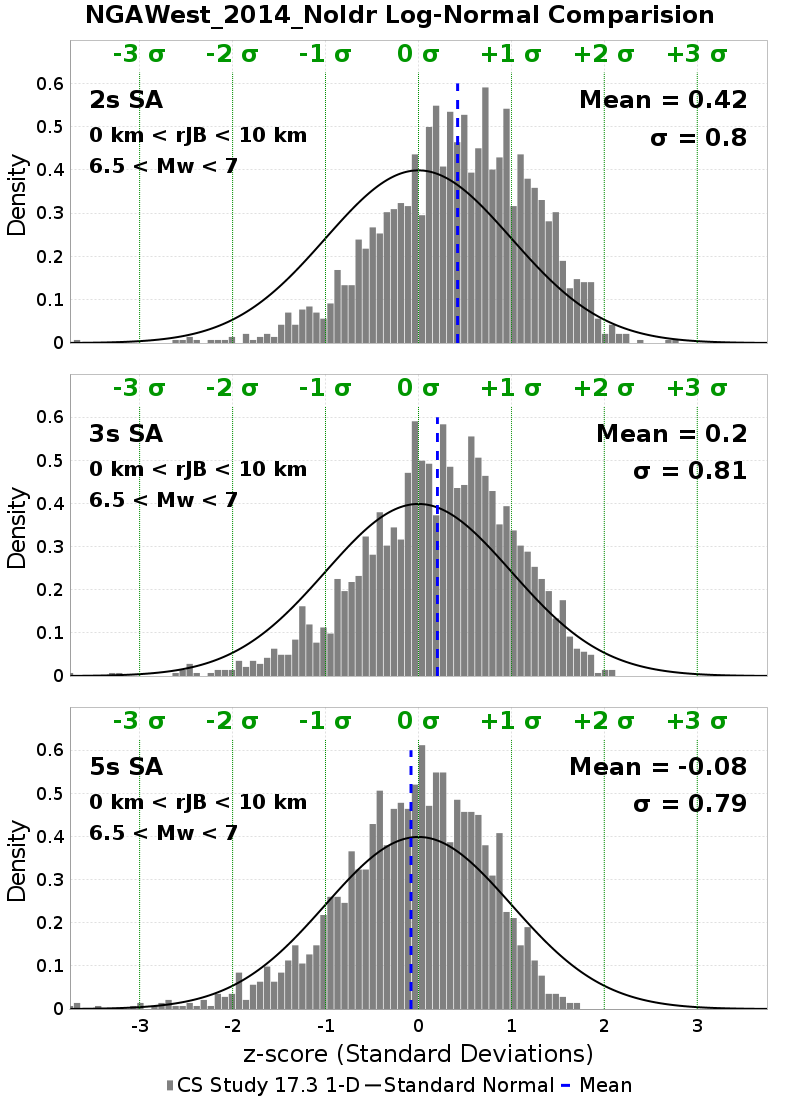 NGAWest_2014_NoIdr Log-Normal Comparision
-3 σ -2 σ -1 σ 0 σ +1 σ +2 σ +3 σ
0.6
2s SA Mean = 0.42
0.5
0 km < rJB < 10 km σ = 0.8
6.5 < Mw < 7
0.4
Density
0.3
0.2
0.1
0
-3 σ -2 σ -1 σ 0 σ +1 σ +2 σ +3 σ
0.6
3s SA Mean = 0.2
0.5
0 km < rJB < 10 km σ = 0.81
6.5 < Mw < 7
0.4
Density
0.3
0.2
0.1
0
-3 σ -2 σ -1 σ 0 σ +1 σ +2 σ +3 σ
0.6
5s SA Mean = -0.08
0.5
0 km < rJB < 10 km σ = 0.79
6.5 < Mw < 7
0.4
Density
0.3
0.2
0.1
0
-3 -2 -1 0 1 2 3
z-score (Standard Deviations)
CS Study 17.3 1-D Standard Normal Mean